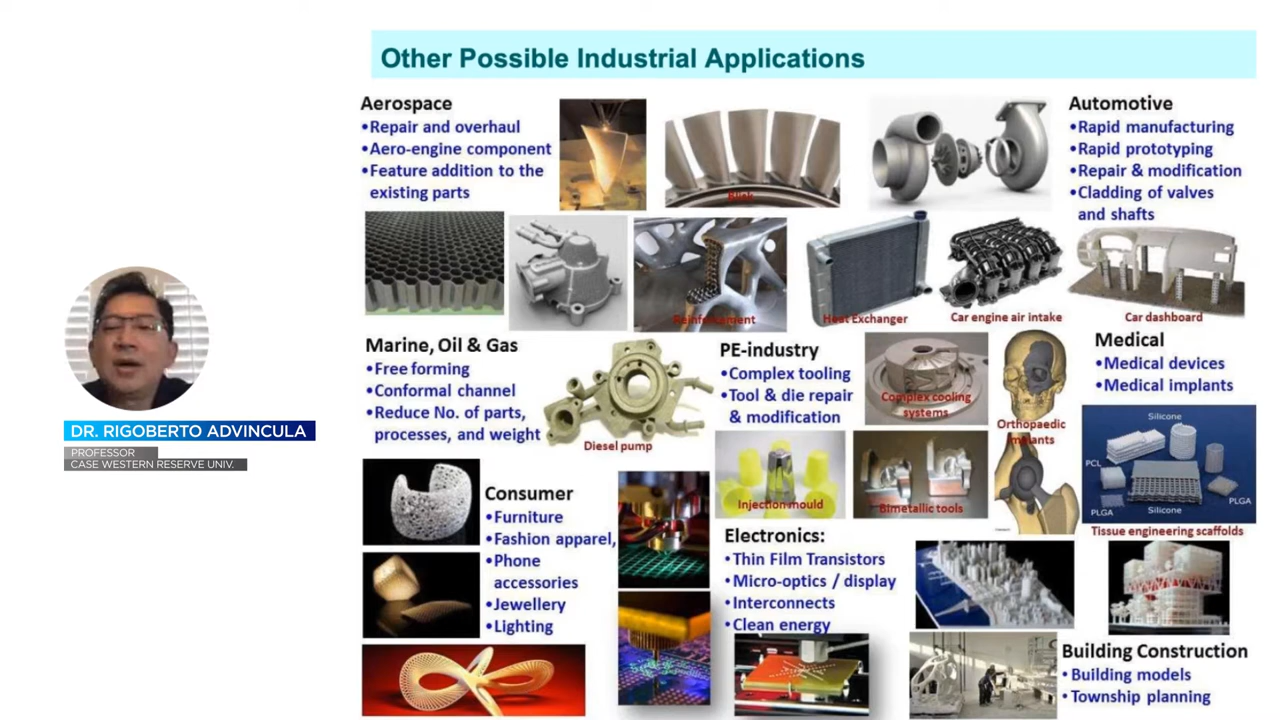 Other Possible Industrial Applications
Aerospace
•Repair and overhaul
•Aero-engine component
•Feature addition to the
existing parts
Blisk
Automotive
•Rapid manufacturing
•Rapid prototyping
•Repair & modification
•Cladding of valves
and shafts
Reinforcement
Heat Exchanger
Car engine air intake
Car dashboard
Marine, Oil & Gas
•Free forming
•Conformal channel
•Reduce No. of parts,
processes, and weight
Diesel pump
PE-industry
•Complex tooling
•Tool & die repair
& modification
Complex cooling
systems
Injection mould
Bimetallic tools
Orthopaedic
implants
Medical
•Medical devices
•Medical implants
Silicone
PCL
PLGA
PLGA
Silicone
Tissue engineering scaffolds
DR. RIGOBERTO ADVINCULA
PROFESSOR
CASE WESTERN RESERVE UNIV.
Consumer
•Furniture
•Fashion apparel,
•Phone
accessories
•Jewellery
•Lighting
Electronics:
•Thin Film Transistors
•Micro-optics / display
•Interconnects
•Clean energy
Building Construction
• Building models
• Township planning